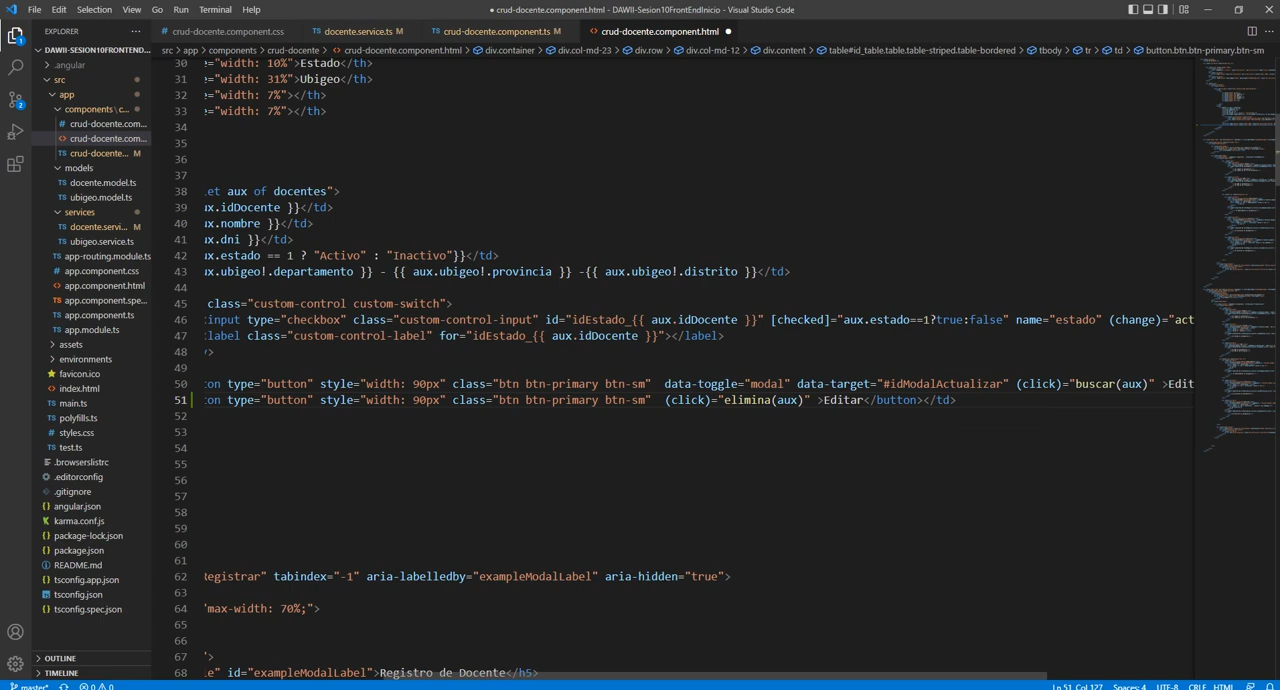 File Edit Selection View Go Run Terminal Help
● crud-docente.component.html - DAWII-Sesion10FrontEndInicio - Visual Studio Code
EXPLORER
crud-docente.component.css
docente.service.ts M
crud-docente.component.ts M
crud-docente.component.html ●
src > app > components > crud-docente > crud-docente.component.html > div.container > div.col-md-23 > div.row > div.col-md-12 > div.content > table#id_table.table.table-striped.table-bordered > tbody > tr > td > button.btn.btn-primary.btn-sm
DAWII-SESION10FRONTEND...
.angular
src
app
components \ c...
crud-docente.com...
crud-docente.com...
crud-docente... M
models
docente.model.ts
ubigeo.model.ts
services
docente.servi... M
ubigeo.service.ts
app-routing.module.ts
app.component.css
app.component.html
app.component.spe...
app.component.ts
app.module.ts
assets
environments
favicon.ico
index.html
main.ts
polyfills.ts
styles.css
test.ts
.browserslistrc
.editorconfig
.gitignore
angular.json
karma.conf.js
package-lock.json
package.json
README.md
tsconfig.app.json
tsconfig.json
tsconfig.spec.json
OUTLINE
TIMELINE
30 ="width: 10%">Estado</th>
31 ="width: 31%">Ubigeo</th>
32 ="width: 7%"></th>
33 ="width: 7%"></th>
34
35
36
37
38 let aux of docentes">
39 ux.idDocente }}</td>
40 ux.nombre }}</td>
41 ux.dni }}</td>
42 ux.estado == 1 ? "Activo" : "Inactivo"}}</td>
43 ux.ubigeo!.departamento }} - {{ aux.ubigeo!.provincia }} -{{ aux.ubigeo!.distrito }}</td>
44
45 class="custom-control custom-switch">
46 input type="checkbox" class="custom-control-input" id="idEstado_{{ aux.idDocente }}" [checked]="aux.estado==1?true:false" name="estado" (change)="act
47 label class="custom-control-label" for="idEstado_{{ aux.idDocente }}"></label>
48 >
49
50 ton type="button" style="width: 90px" class="btn btn-primary btn-sm" data-toggle="modal" data-target="#idModalActualizar" (click)="buscar(aux)" >Edit
51 ton type="button" style="width: 90px" class="btn btn-primary btn-sm" (click)="elimina(aux)" >Editar</button></td>
52
53
54
55
56
57
58
59
60
61
62 Registrar" tabindex="-1" aria-labelledby="exampleModalLabel" aria-hidden="true">
63
64 "max-width: 70%;">
65
66
67 ">
68 e" id="exampleModalLabel">Registro de Docente</h5>
master* 0 0 Ln 51, Col 127 Spaces: 4 UTF-8 CRLF HTML